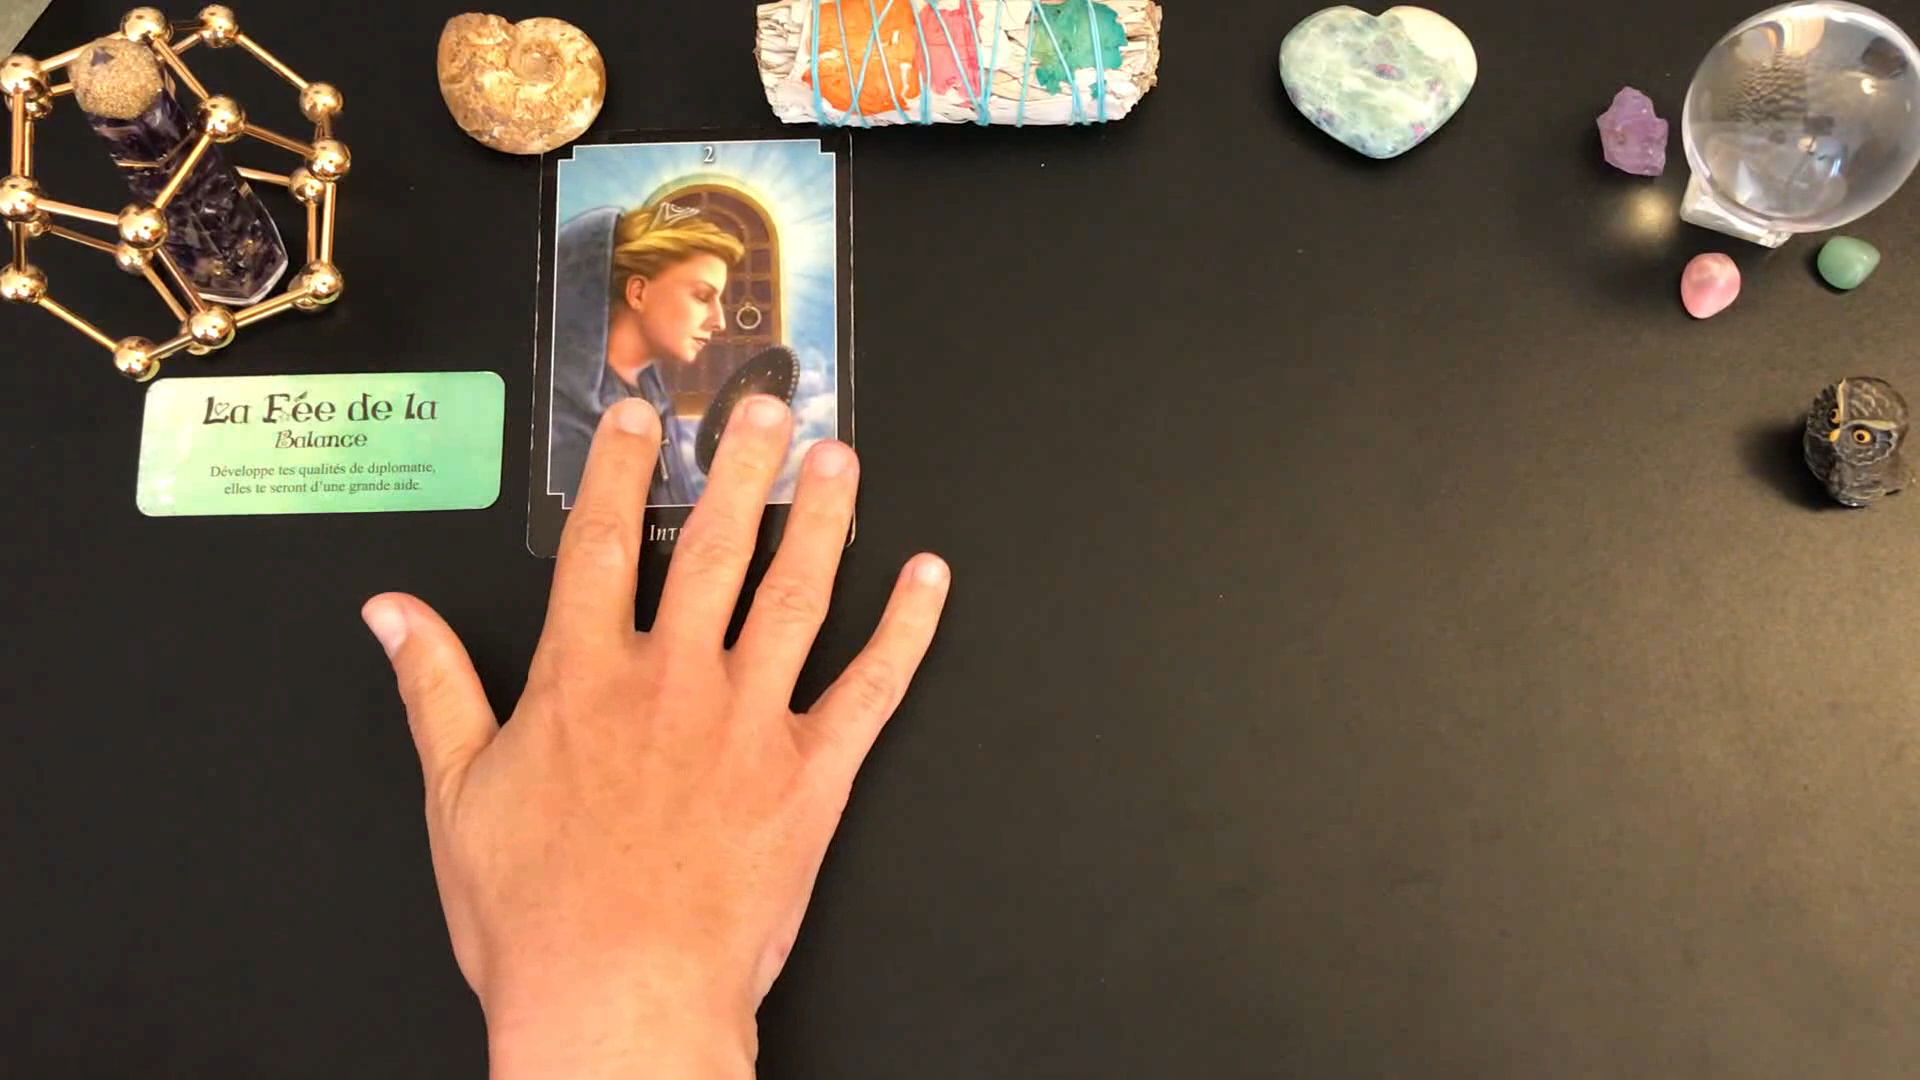 2
La Fée de la
Balance
Développe tes qualités de diplomatie,
elles te seront d'une grande aide.